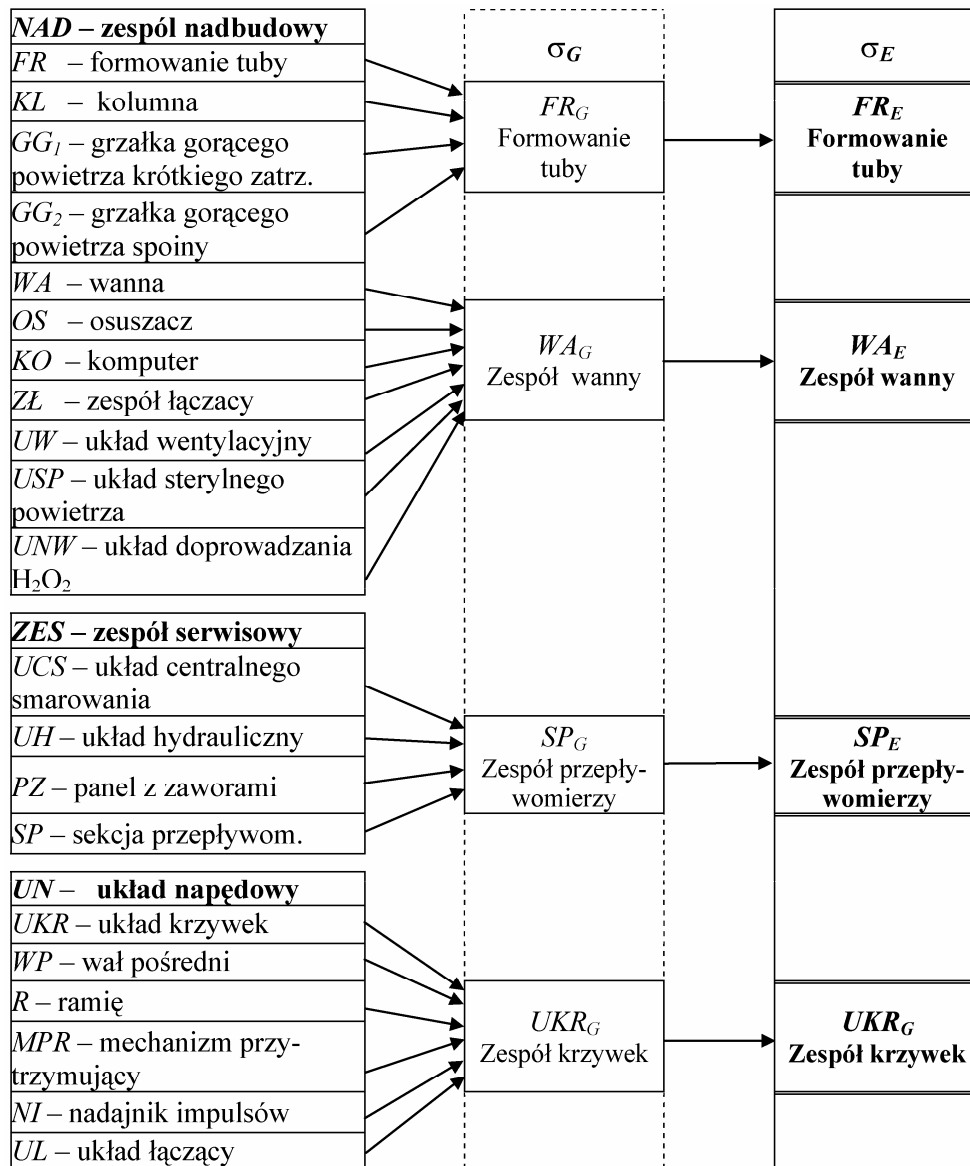 NAD – zespól nadbudowy
FR – formowanie tuby
KL – kolumna
GG₁ – grzałka gorącego
powietrza krótkiego zatrz.
GG₂ – grzałka gorącego
powietrza spoiny
WA – wanna
OS – osuszacz
KO – komputer
ZŁ – zespół łączacy
UW – układ wentylacyjny
USP – układ sterylnego
powietrza
UNW – układ doprowadzania
H₂O₂
ZES – zespół serwisowy
UCS – układ centralnego
smarowania
UH – układ hydrauliczny
PZ – panel z zaworami
SP – sekcja przepływom.
UN – układ napędowy
UKR – układ krzywek
WP – wał pośredni
R – ramię
MPR – mechanizm przy-
trzymujący
NI – nadajnik impulsów
UL – układ łączący
σG
FRG
Formowanie
tuby
WAG
Zespół wanny
SPG
Zespół przepły-
womierzy
UKRG
Zespół krzywek
σE
FRE
Formowanie
tuby
WAE
Zespół wanny
SPE
Zespół przepły-
womierzy
UKRG
Zespół krzywek